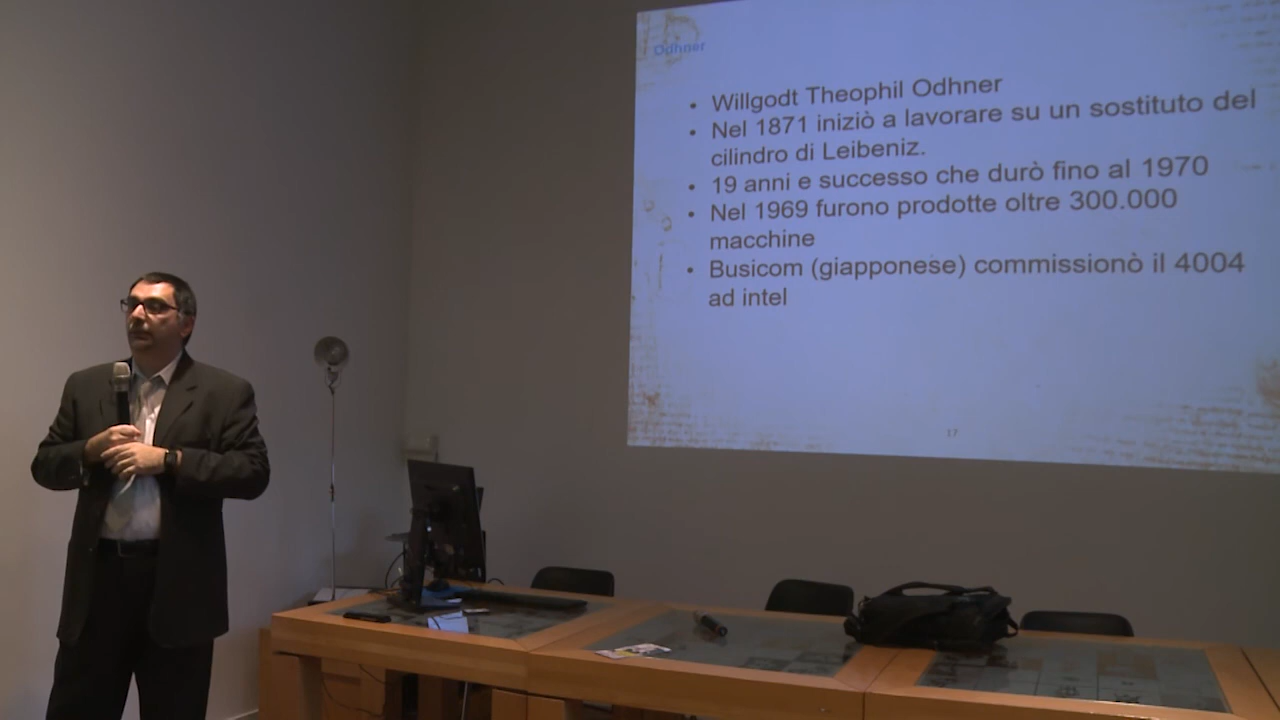 Odhner
• Willgodt Theophil Odhner
• Nel 1871 iniziò a lavorare su un sostituto del
cilindro di Leibeniz.
• 19 anni e successo che durò fino al 1970
• Nel 1969 furono prodotte oltre 300.000
macchine
• Busicom (giapponese) commissionò il 4004
ad intel
17